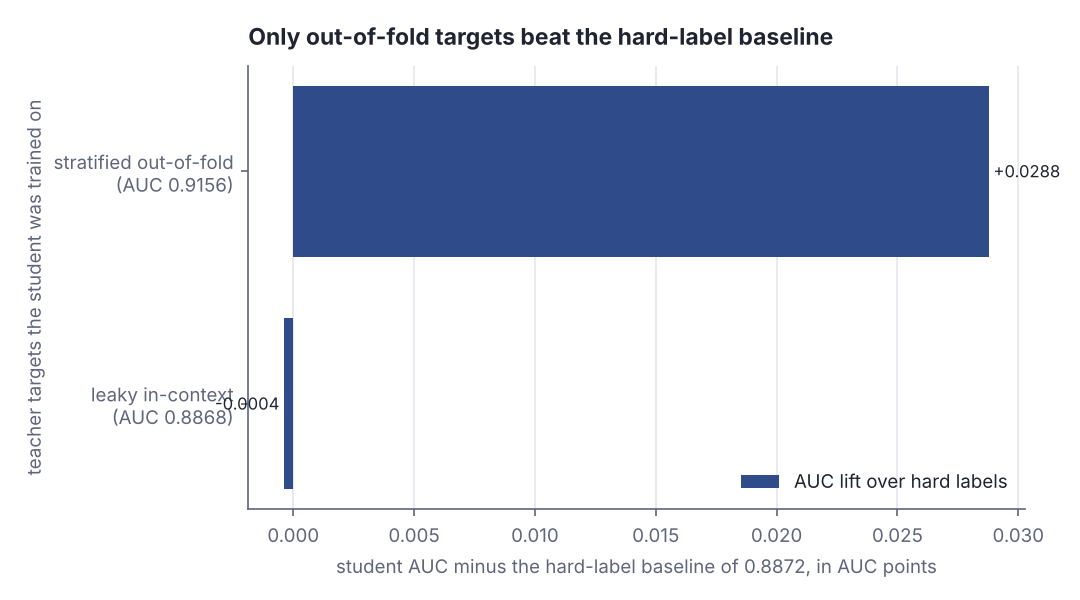 Only out-of-fold targets beat the hard-label baseline
teacher targets the student was trained on
stratified out-of-fold
(AUC 0.9156)
+0.0288
leaky in-context
(AUC 0.8868)
-0.0004
AUC lift over hard labels
0.000 0.005 0.010 0.015 0.020 0.025 0.030
student AUC minus the hard-label baseline of 0.8872, in AUC points